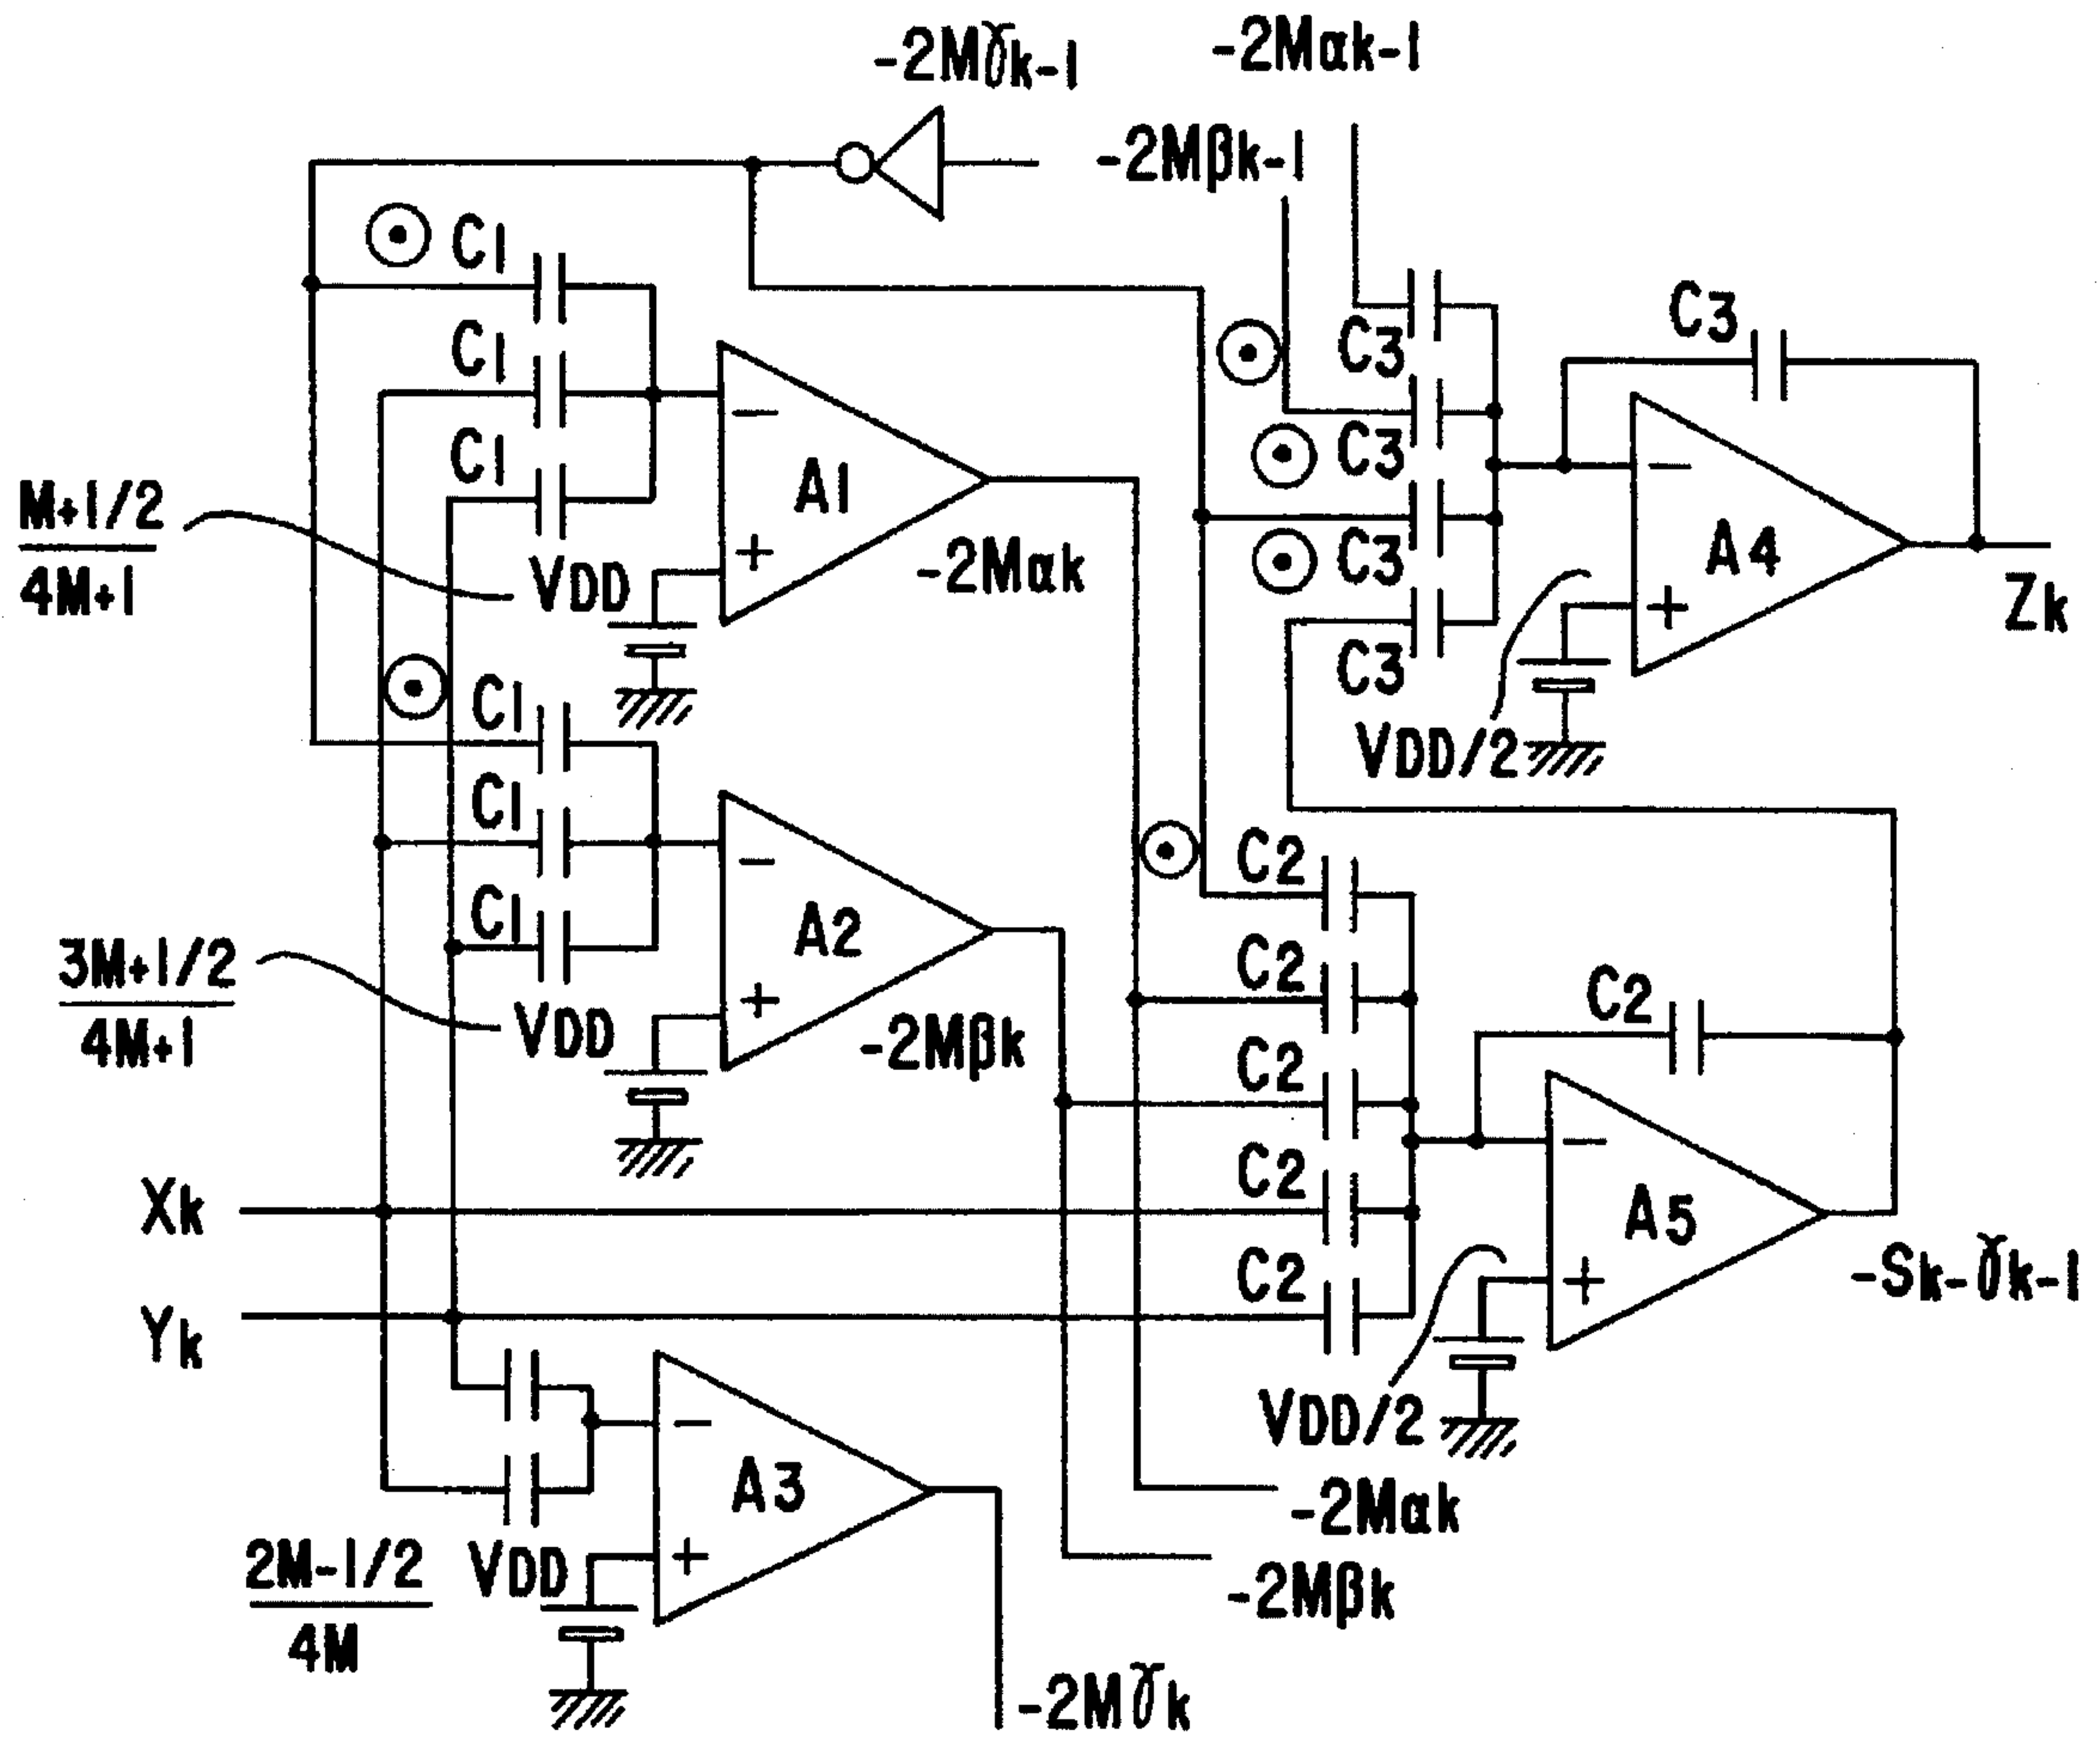 -2Mγk-1
-2Mαk-1
-2Mβk-1
C1
C1
C1
A1
M+1/2
4M+1
VDD
-2Mαk
C3
C3
C3
C3
C3
A4
Zk
VDD/2
C1
C1
C1
A2
3M+1/2
4M+1
VDD
-2Mβk
C2
C2
C2
C2
C2
C2
A5
-Sk-γk-1
VDD/2
Xk
Yk
A3
2M-1/2
4M
VDD
-2Mαk
-2Mβk
-2Mγk